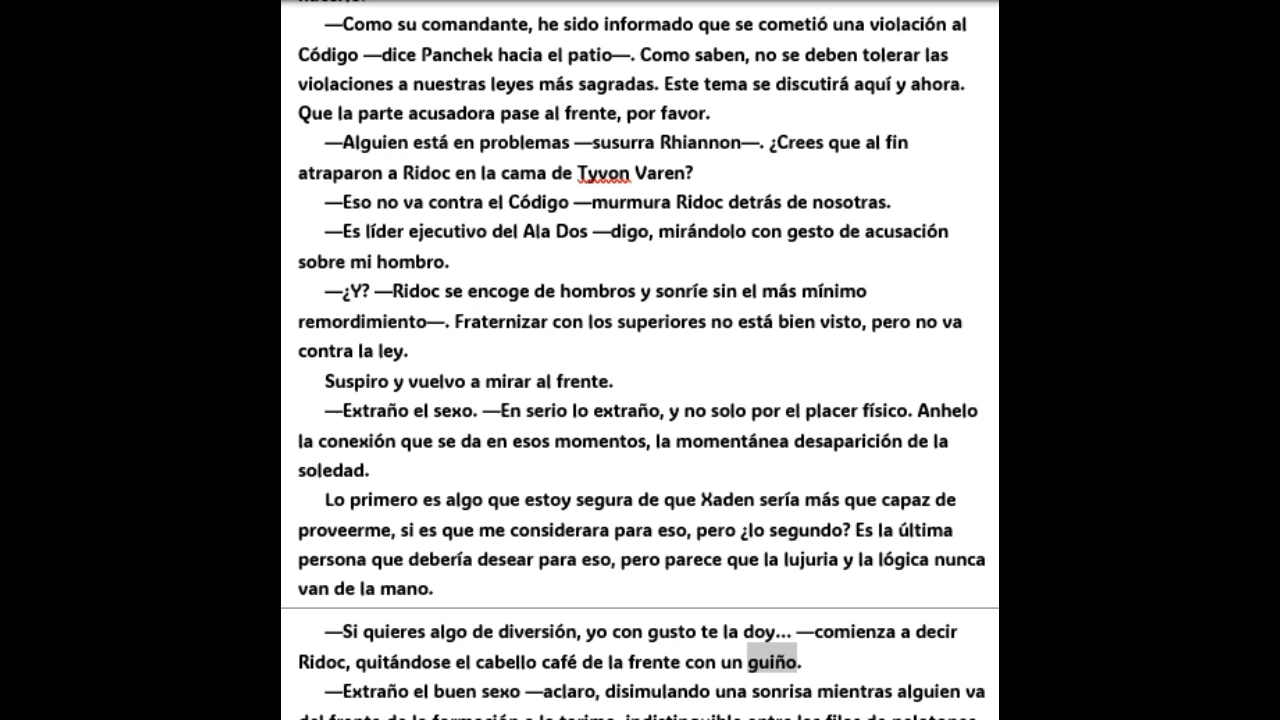 —Como su comandante, he sido informado que se cometió una violación al
Código —dice Panchek hacia el patio—. Como saben, no se deben tolerar las
violaciones a nuestras leyes más sagradas. Este tema se discutirá aquí y ahora.
Que la parte acusadora pase al frente, por favor.
—Alguien está en problemas —susurra Rhiannon—. ¿Crees que al fin
atraparon a Ridoc en la cama de Tyvon Varen?
—Eso no va contra el Código —murmura Ridoc detrás de nosotras.
—Es líder ejecutivo del Ala Dos —digo, mirándolo con gesto de acusación
sobre mi hombro.
—¿Y? —Ridoc se encoge de hombros y sonríe sin el más mínimo
remordimiento—. Fraternizar con los superiores no está bien visto, pero no va
contra la ley.
Suspiro y vuelvo a mirar al frente.
—Extraño el sexo. —En serio lo extraño, y no solo por el placer físico. Anhelo
la conexión que se da en esos momentos, la momentánea desaparición de la
soledad.
Lo primero es algo que estoy segura de que Xaden sería más que capaz de
proveerme, si es que me considerara para eso, pero ¿lo segundo? Es la última
persona que debería desear para eso, pero parece que la lujuria y la lógica nunca
van de la mano.
—Si quieres algo de diversión, yo con gusto te la doy... —comienza a decir
Ridoc, quitándose el cabello café de la frente con un guiño.
—Extraño el buen sexo —aclaro, disimulando una sonrisa mientras alguien va